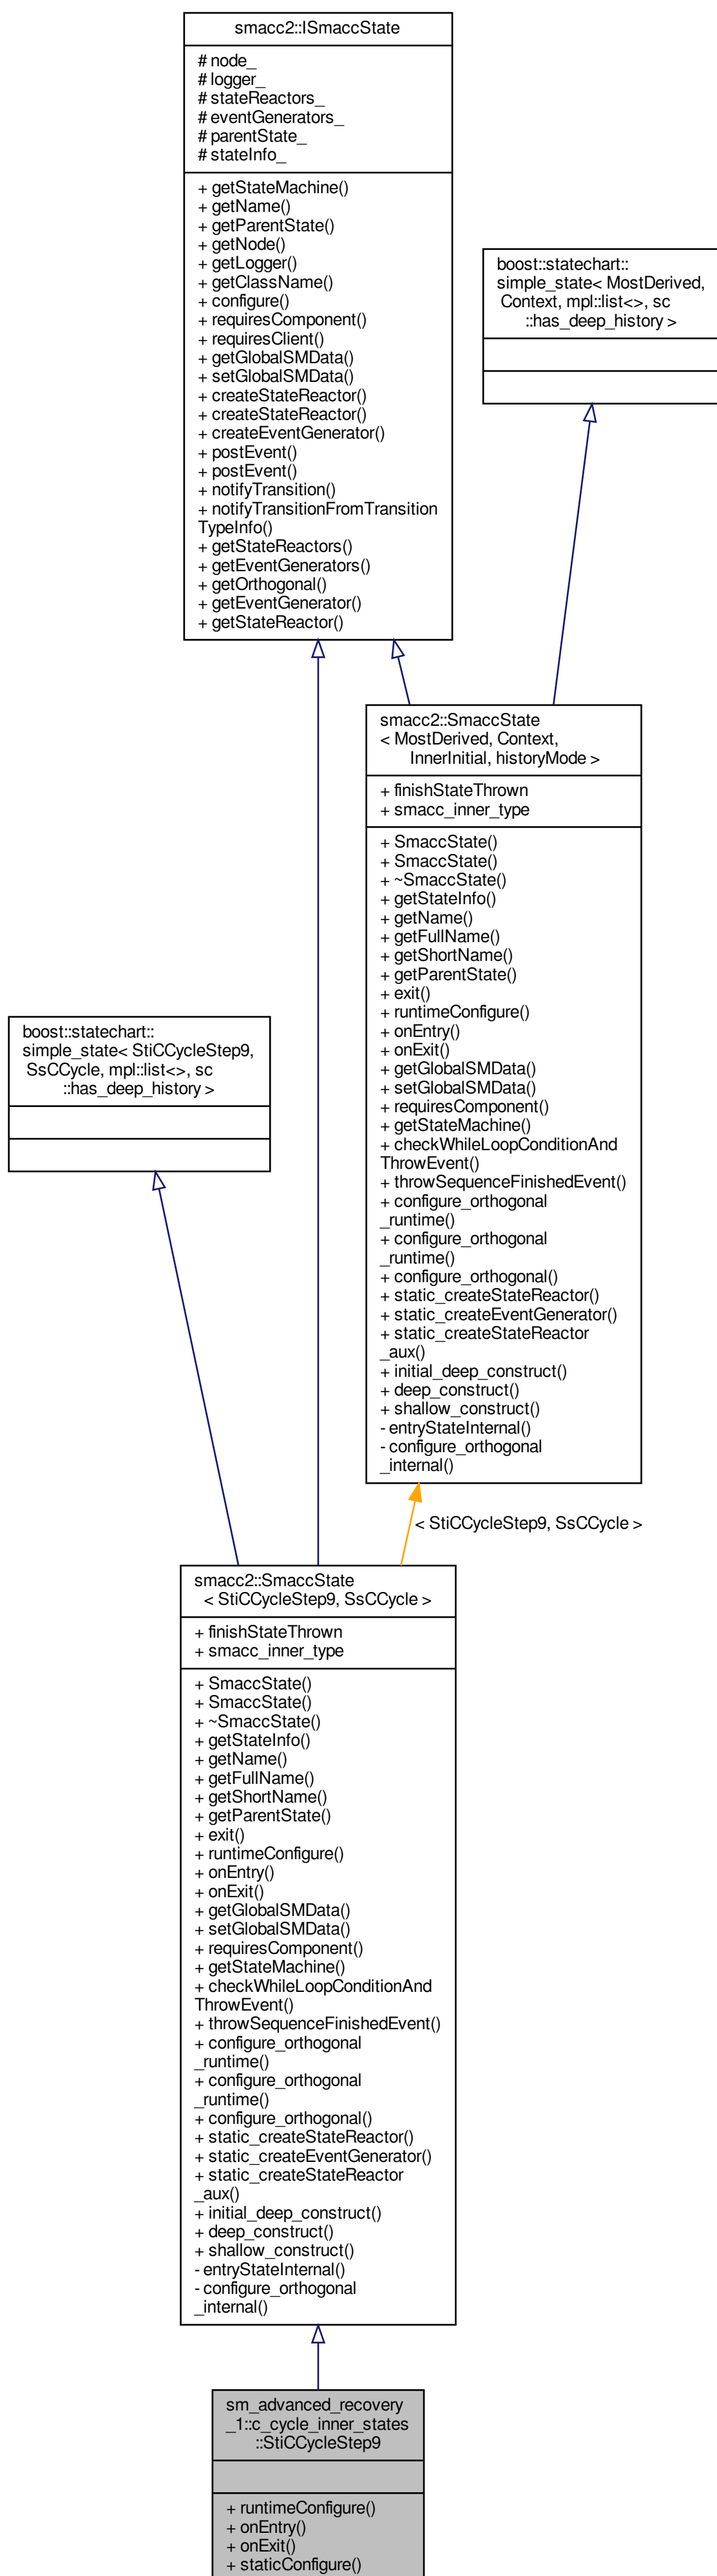 smacc2::ISmaccState
# node_
# logger_
# stateReactors_
# eventGenerators_
# parentState_
# stateInfo_
+ getStateMachine()
+ getName()
+ getParentState()
+ getNode()
+ getLogger()
+ getClassName()
+ configure()
+ requiresComponent()
+ requiresClient()
+ getGlobalSMData()
+ setGlobalSMData()
+ createStateReactor()
+ createStateReactor()
+ createEventGenerator()
+ postEvent()
+ postEvent()
+ notifyTransition()
+ notifyTransitionFromTransition
TypeInfo()
+ getStateReactors()
+ getEventGenerators()
+ getOrthogonal()
+ getEventGenerator()
+ getStateReactor()
boost::statechart::
simple_state< MostDerived,
Context, mpl::list<>, sc
::has_deep_history >
smacc2::SmaccState
< MostDerived, Context,
InnerInitial, historyMode >
+ finishStateThrown
+ smacc_inner_type
+ SmaccState()
+ SmaccState()
+ ~SmaccState()
+ getStateInfo()
+ getName()
+ getFullName()
+ getShortName()
+ getParentState()
+ exit()
+ runtimeConfigure()
+ onEntry()
+ onExit()
+ getGlobalSMData()
+ setGlobalSMData()
+ requiresComponent()
+ getStateMachine()
+ checkWhileLoopConditionAnd
ThrowEvent()
+ throwSequenceFinishedEvent()
+ configure_orthogonal
_runtime()
+ configure_orthogonal
_runtime()
+ configure_orthogonal()
+ static_createStateReactor()
+ static_createEventGenerator()
+ static_createStateReactor
_aux()
+ initial_deep_construct()
+ deep_construct()
+ shallow_construct()
- entryStateInternal()
- configure_orthogonal
_internal()
boost::statechart::
simple_state< StiCCycleStep9,
SsCCycle, mpl::list<>, sc
::has_deep_history >
< StiCCycleStep9, SsCCycle >
smacc2::SmaccState
< StiCCycleStep9, SsCCycle >
+ finishStateThrown
+ smacc_inner_type
+ SmaccState()
+ SmaccState()
+ ~SmaccState()
+ getStateInfo()
+ getName()
+ getFullName()
+ getShortName()
+ getParentState()
+ exit()
+ runtimeConfigure()
+ onEntry()
+ onExit()
+ getGlobalSMData()
+ setGlobalSMData()
+ requiresComponent()
+ getStateMachine()
+ checkWhileLoopConditionAnd
ThrowEvent()
+ throwSequenceFinishedEvent()
+ configure_orthogonal
_runtime()
+ configure_orthogonal
_runtime()
+ configure_orthogonal()
+ static_createStateReactor()
+ static_createEventGenerator()
+ static_createStateReactor
_aux()
+ initial_deep_construct()
+ deep_construct()
+ shallow_construct()
- entryStateInternal()
- configure_orthogonal
_internal()
sm_advanced_recovery
_1::c_cycle_inner_states
::StiCCycleStep9
+ runtimeConfigure()
+ onEntry()
+ onExit()
+ staticConfigure()